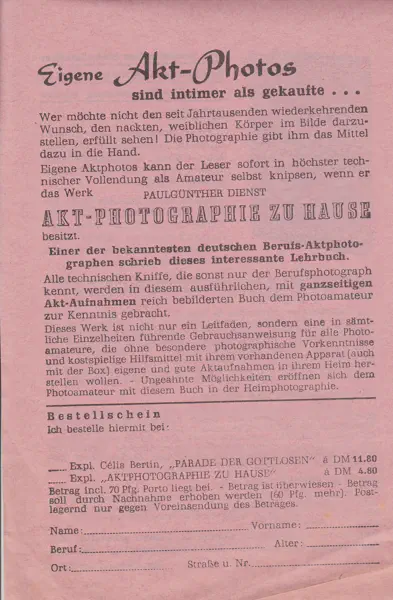 Eigene Akt-Photos
sind intimer als gekaufte . . .
Wer möchte nicht den seit Jahrtausenden wiederkehrenden
Wunsch, den nackten, weiblichen Körper im Bilde darzu-
stellen, erfüllt sehen! Die Photographie gibt ihm das Mittel
dazu in die Hand.
Eigene Aktphotos kann der Leser sofort in höchster tech-
nischer Vollendung als Amateur selbst knipsen, wenn er
das Werk PAULGÜNTHER DIENST
AKT-PHOTOGRAPHIE ZU HAUSE
besitzt.
Einer der bekanntesten deutschen Berufs-Aktphoto-
graphen schrieb dieses interessante Lehrbuch.
Alle technischen Kniffe, die sonst nur der Berufsphotograph
kennt, werden in diesem ausführlichen, mit ganzseitigen
Akt-Aufnahmen reich bebilderten Buch dem Photoamateur
zur Kenntnis gebracht.
Dieses Werk ist nicht nur ein Leitfaden, sondern eine in sämt-
liche Einzelheiten führende Gebrauchsanweisung für alle Photo-
amateure, die ohne besondere photographische Vorkenntnisse
und kostspielige Hilfsmittel mit ihrem vorhandenen Apparat (auch
mit der Box) eigene und gute Aktaufnahmen in ihrem Heim her-
stellen wollen. - Ungeahnte Möglichkeiten eröffnen sich dem
Photoamateur mit diesem Buch in der Heimphotographie.
Bestellschein
Ich bestelle hiermit bei:
Expl. Célia Bertin, „PARADE DER GOTTLOSEN" á DM 11.80
Expl. „AKTPHOTOGRAPHIE ZU HAUSE" á DM 4.80
Betrag incl. 70 Pfg. Porto liegt bei. - Betrag ist überwiesen - Betrag
soll durch Nachnahme erhoben werden (60 Pfg. mehr). Post-
lagernd nur gegen Voreinsendung des Betrages.
Name: Vorname:
Beruf: Alter:
Ort: Straße u. Nr.